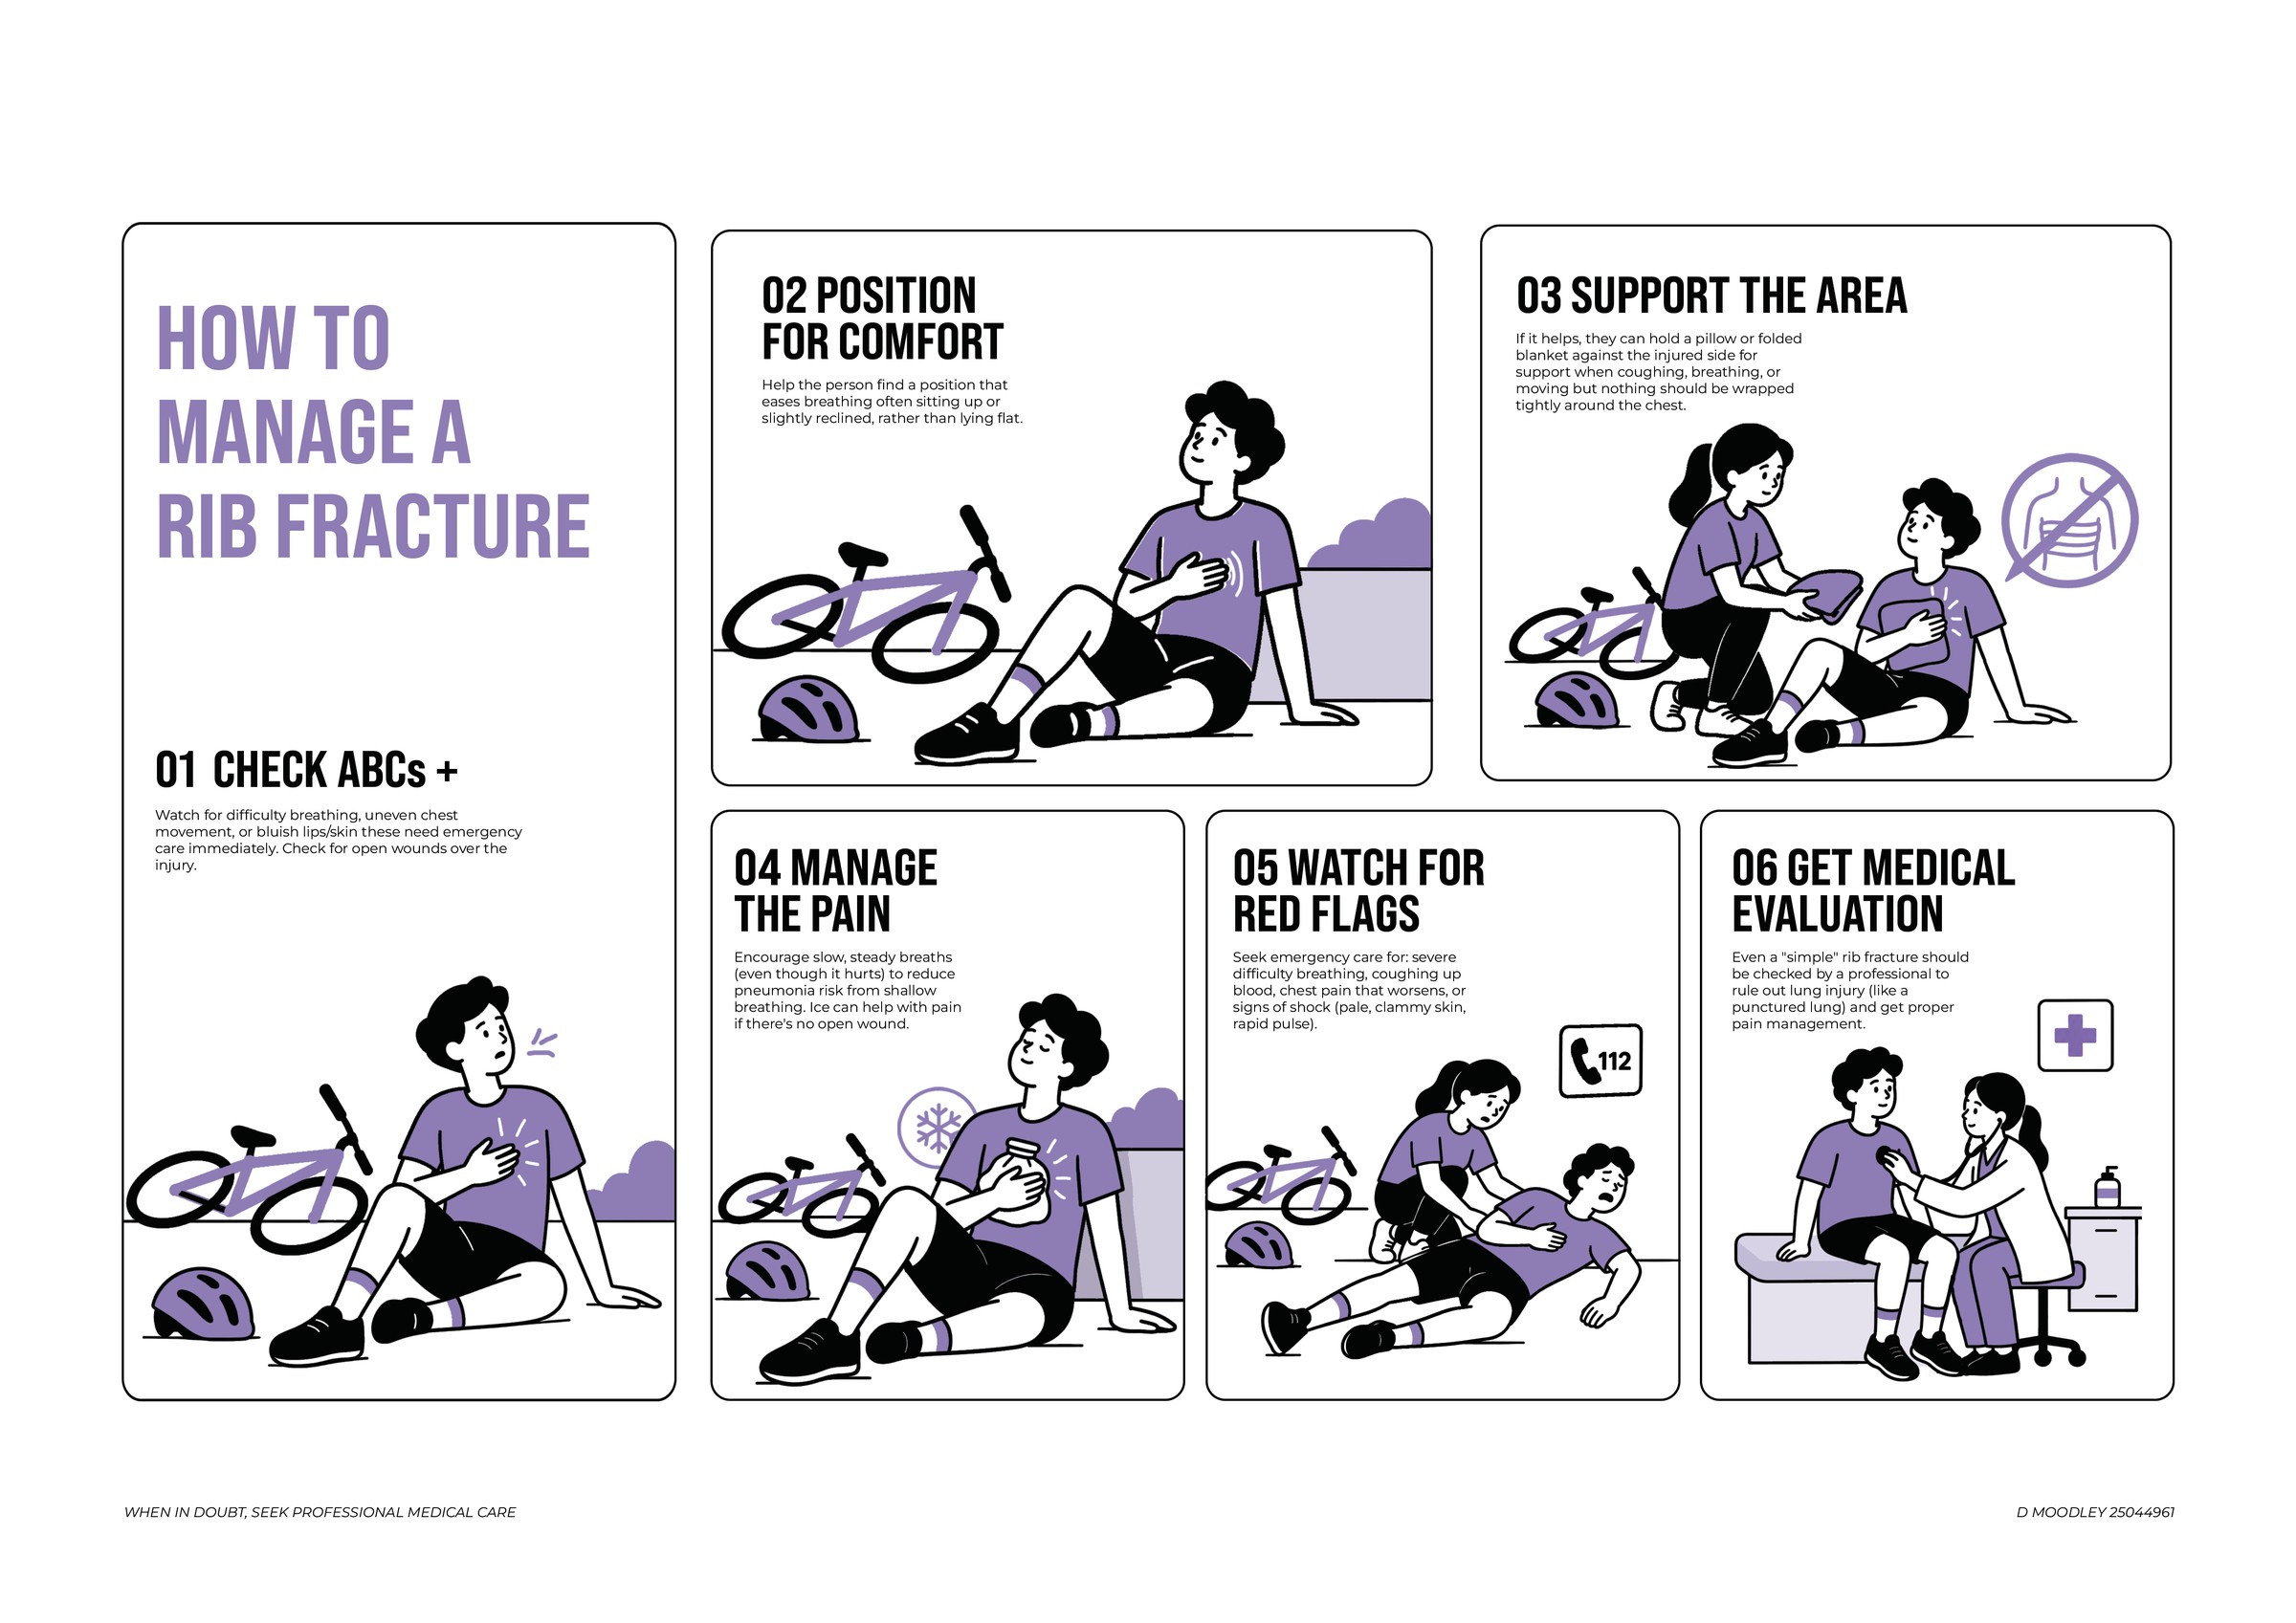 HOW TO
MANAGE A
RIB FRACTURE
01 CHECK ABCs +
Watch for difficulty breathing, uneven chest
movement, or bluish lips/skin these need emergency
care immediately. Check for open wounds over the
injury.
02 POSITION
FOR COMFORT
Help the person find a position that
eases breathing often sitting up or
slightly reclined, rather than lying flat.
03 SUPPORT THE AREA
If it helps, they can hold a pillow or folded
blanket against the injured side for
support when coughing, breathing, or
moving but nothing should be wrapped
tightly around the chest.
04 MANAGE
THE PAIN
Encourage slow, steady breaths
(even though it hurts) to reduce
pneumonia risk from shallow
breathing. Ice can help with pain
if there's no open wound.
05 WATCH FOR
RED FLAGS
Seek emergency care for: severe
difficulty breathing, coughing up
blood, chest pain that worsens, or
signs of shock (pale, clammy skin,
rapid pulse).
112
06 GET MEDICAL
EVALUATION
Even a "simple" rib fracture should
be checked by a professional to
rule out lung injury (like a
punctured lung) and get proper
pain management.
WHEN IN DOUBT, SEEK PROFESSIONAL MEDICAL CARE
D MOODLEY 25044961